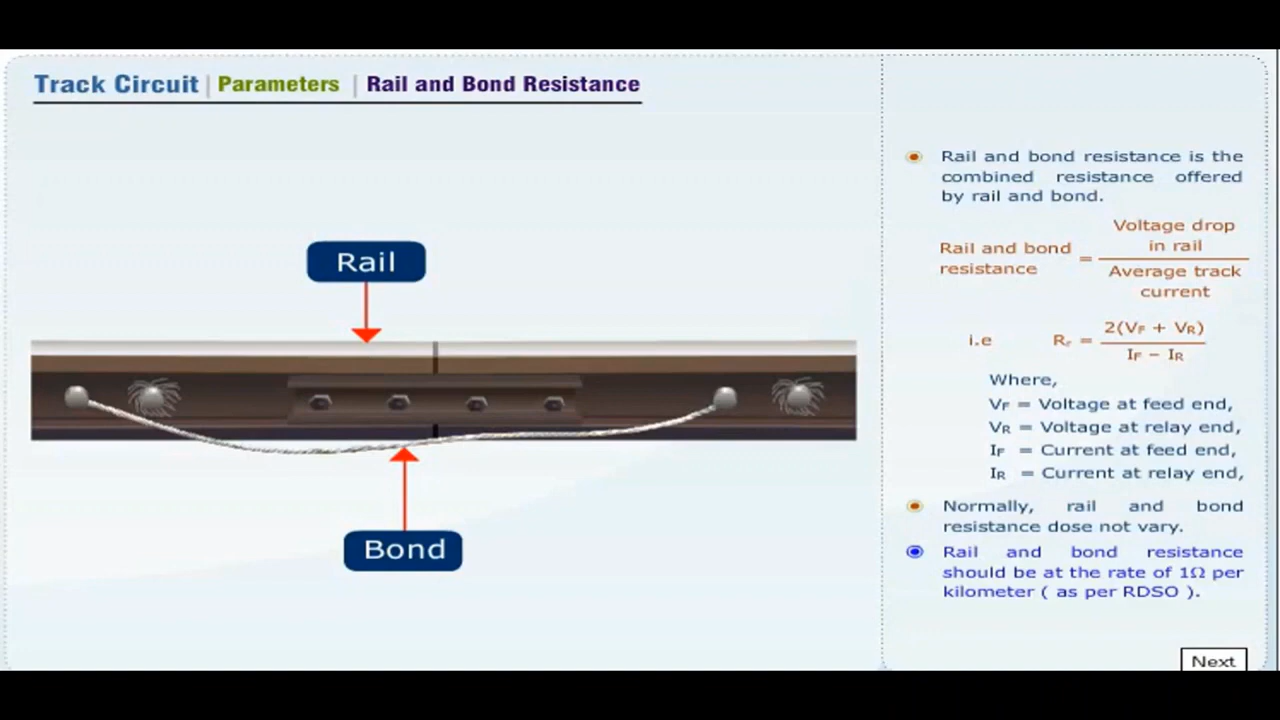 Track Circuit | Parameters | Rail and Bond Resistance
Rail
Bond
Rail and bond resistance is the
combined resistance offered
by rail and bond.
Rail and bond resistance = Voltage drop in rail / Average track current
i.e Rr = 2(VF + VR) / IF − IR
Where,
VF = Voltage at feed end,
VR = Voltage at relay end,
IF = Current at feed end,
IR = Current at relay end,
Normally, rail and bond
resistance dose not vary.
Rail and bond resistance
should be at the rate of 1Ω per
kilometer ( as per RDSO ).
Next